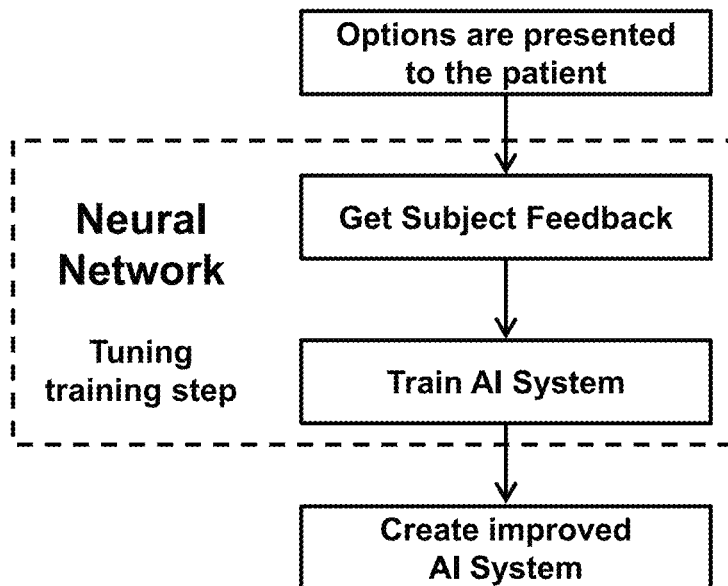 Options are presented
to the patient
Neural
Network
Get Subject Feedback
Tuning
training step
Train AI System
Create improved
AI System